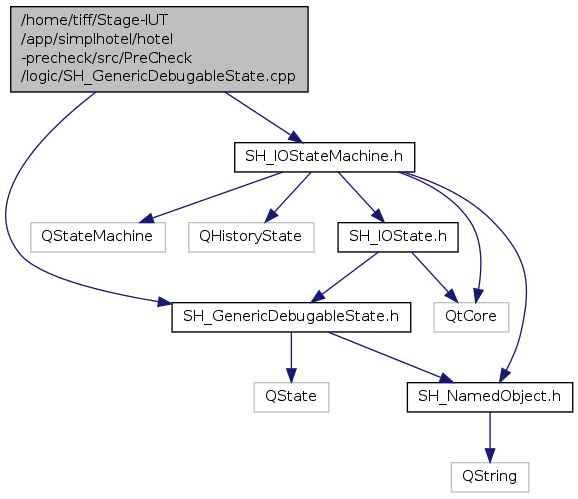 /home/tiff/Stage-IUT
/app/simplhotel/hotel
-precheck/src/PreCheck
/logic/SH_GenericDebugableState.cpp
SH_IOStateMachine.h
QStateMachine
QHistoryState
SH_IOState.h
SH_GenericDebugableState.h
QtCore
QState
SH_NamedObject.h
QString